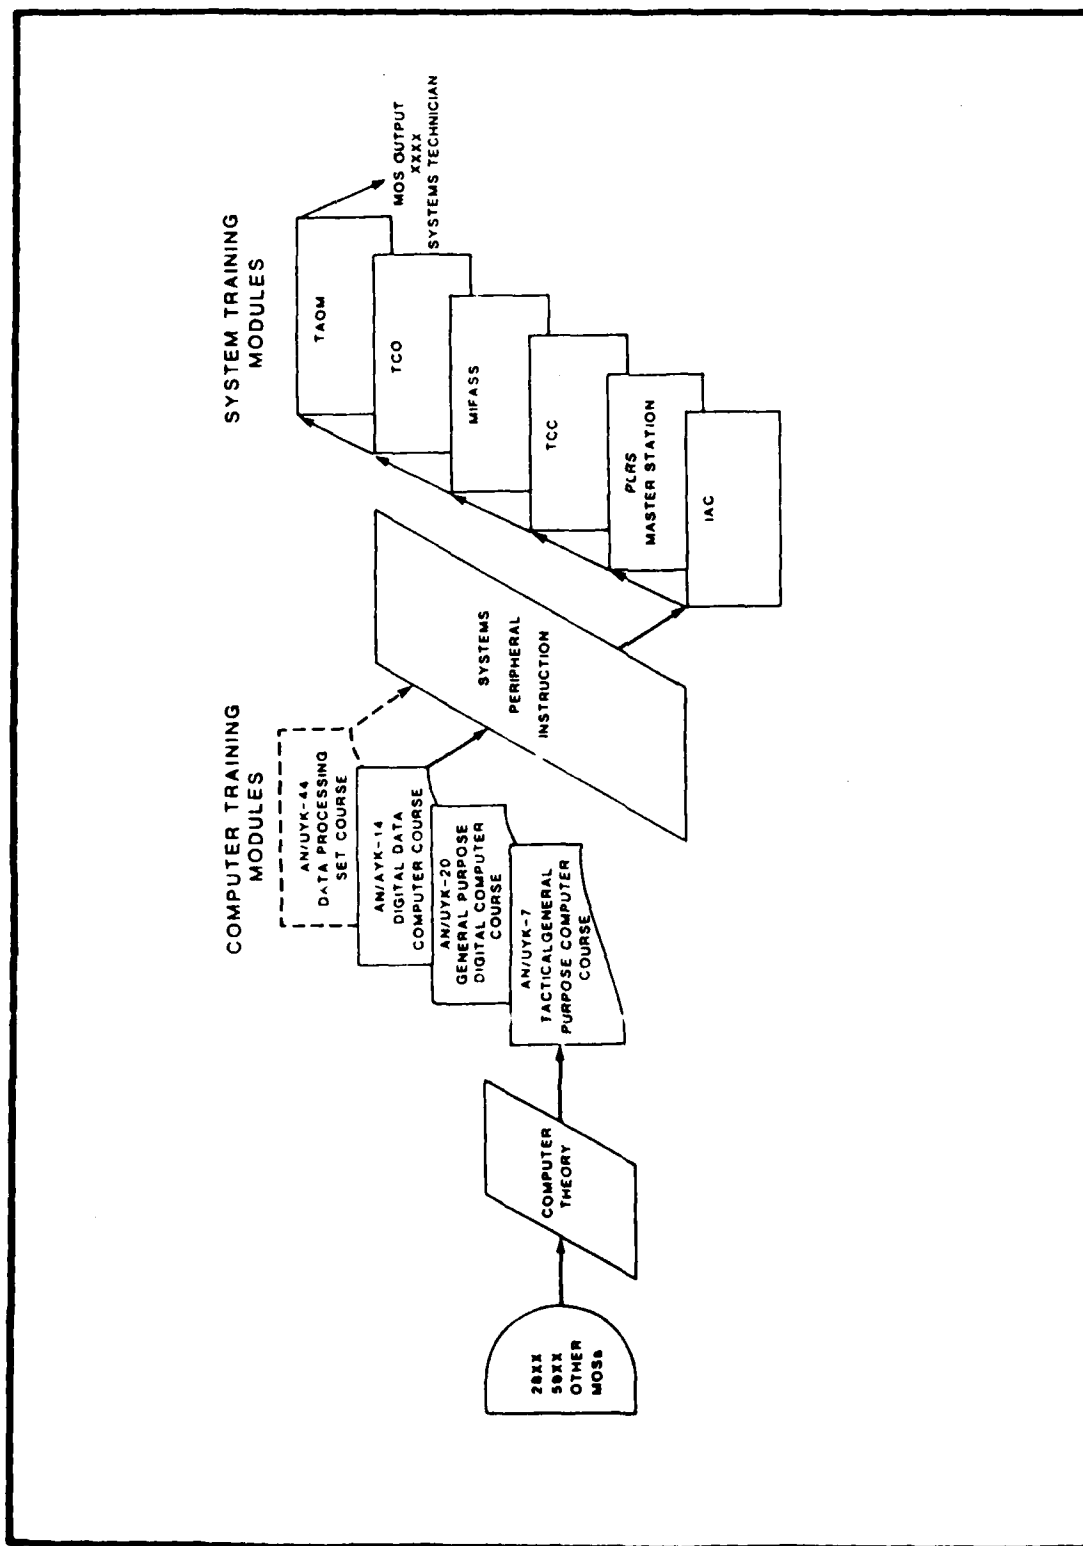 COMPUTER TRAINING
MODULES
SYSTEM TRAINING
MODULES
28XX
58XX
OTHER
MOSs
COMPUTER
THEORY
AN/UYK-44
DATA PROCESSING
SET COURSE
AN/AYK-14
DIGITAL DATA
COMPUTER COURSE
AN/UYK-20
GENERAL PURPOSE
DIGITAL COMPUTER
COURSE
AN/UYK-7
TACTICALGENERAL
PURPOSE COMPUTER
COURSE
SYSTEMS
PERIPHERAL
INSTRUCTION
TAOM
TCO
MIFASS
TCC
PLRS
MASTER STATION
IAC
MOS OUTPUT
XXXX
SYSTEMS TECHNICIAN